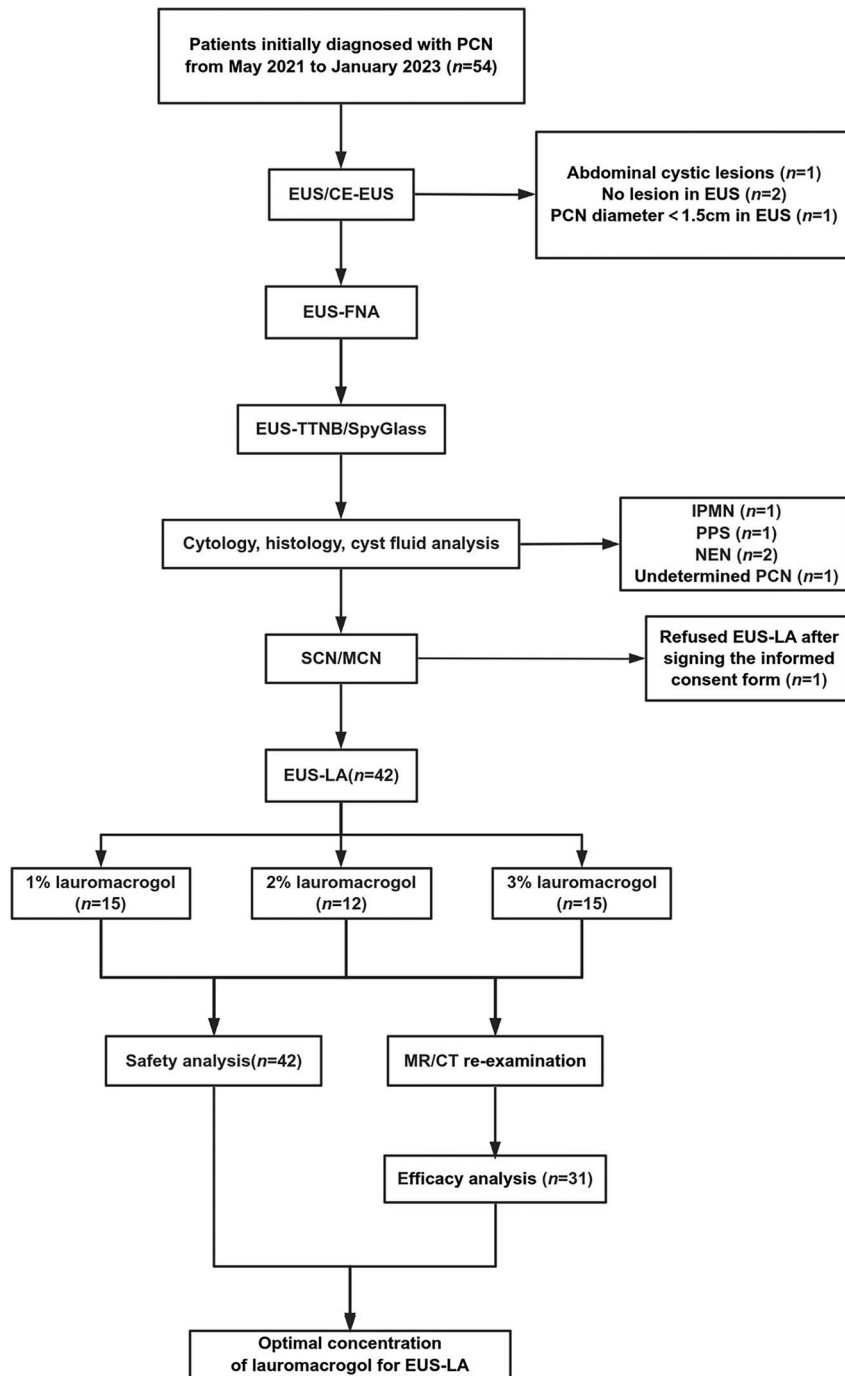 Patients initially diagnosed with PCN
from May 2021 to January 2023 (n=54)
EUS/CE-EUS
Abdominal cystic lesions (n=1)
No lesion in EUS (n=2)
PCN diameter < 1.5cm in EUS (n=1)
EUS-FNA
EUS-TTNB/SpyGlass
Cytology, histology, cyst fluid analysis
IPMN (n=1)
PPS (n=1)
NEN (n=2)
Undetermined PCN (n=1)
SCN/MCN
Refused EUS-LA after
signing the informed
consent form (n=1)
EUS-LA(n=42)
1% lauromacrogol
(n=15)
2% lauromacrogol
(n=12)
3% lauromacrogol
(n=15)
Safety analysis(n=42)
MR/CT re-examination
Efficacy analysis (n=31)
Optimal concentration
of lauromacrogol for EUS-LA